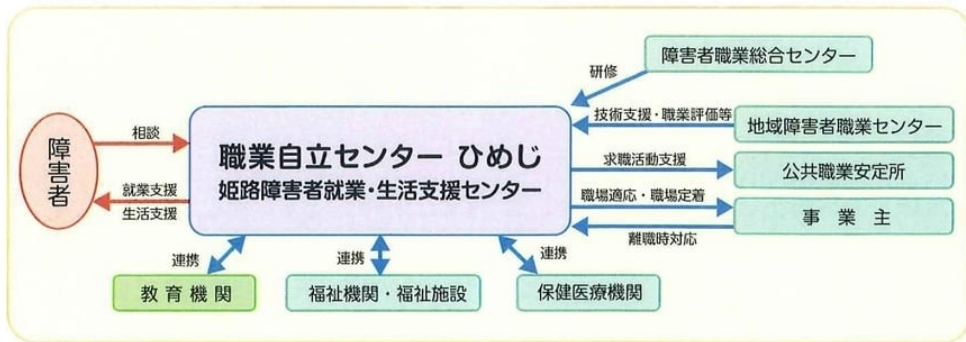 障害者職業総合センター
研修
技術支援・職業評価等
地域障害者職業センター
相談
障害者
職業自立センター ひめじ
姫路障害者就業・生活支援センター
求職活動支援
公共職業安定所
就業支援
生活支援
職場適応・職場定着
事業主
離職時対応
連携
連携
連携
教育機関
福祉機関・福祉施設
保健医療機関